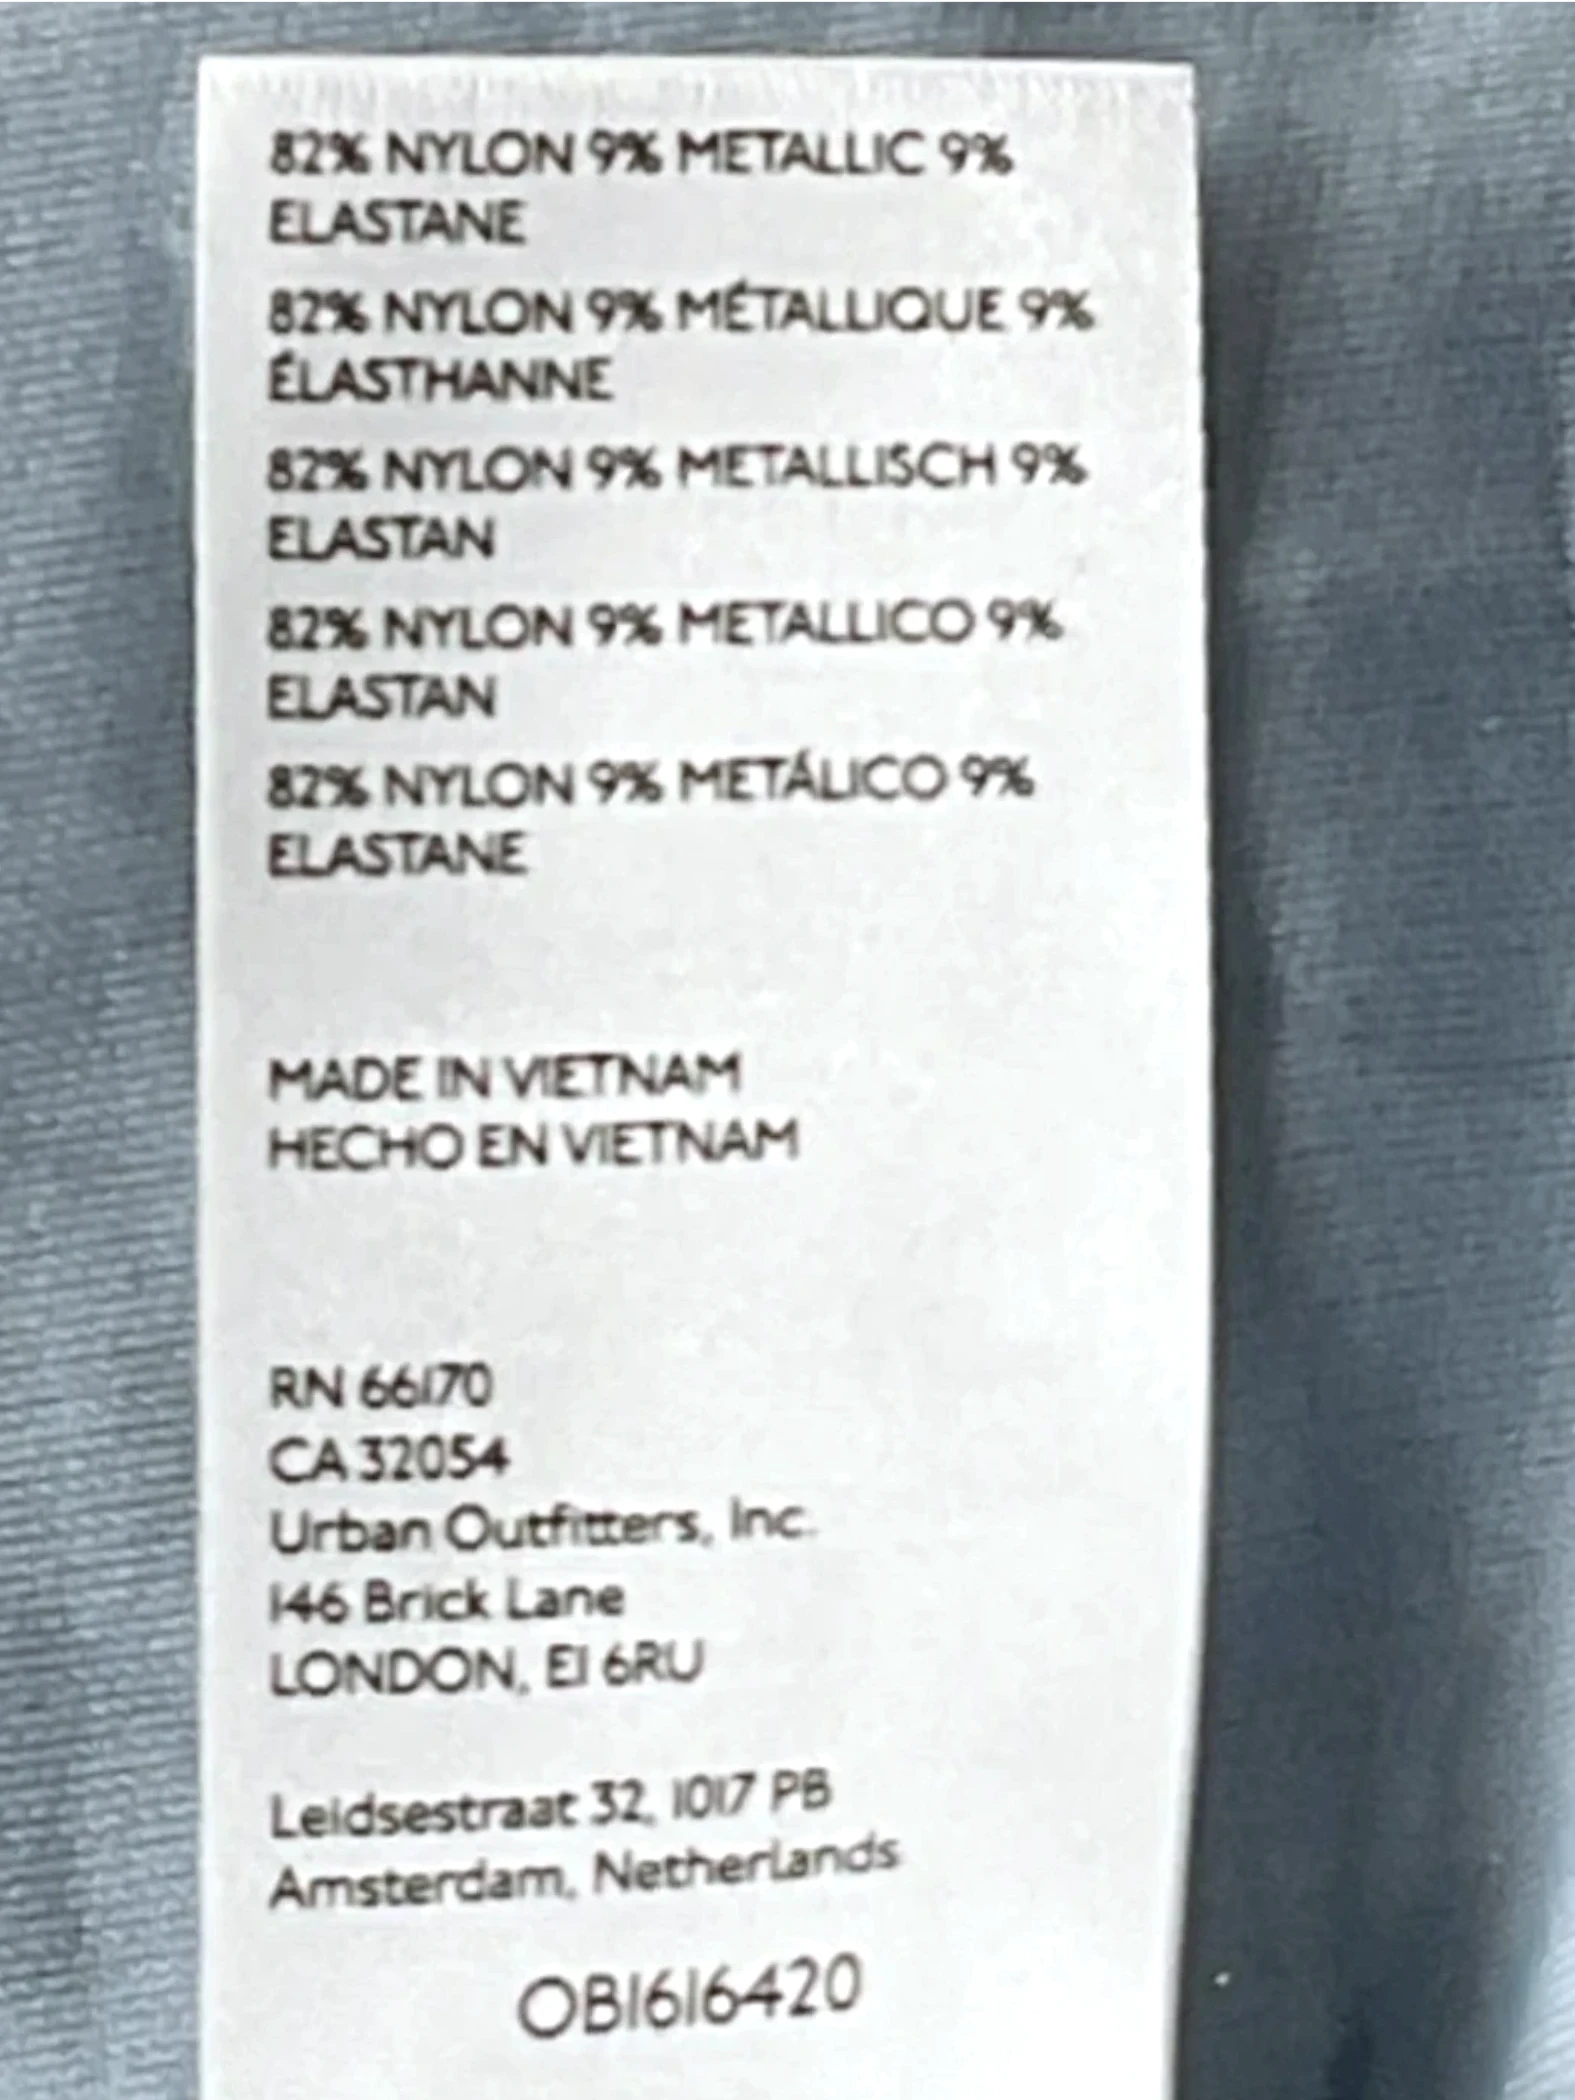 82% NYLON 9% METALLIC 9%
ELASTANE
82% NYLON 9% MÉTALLIQUE 9%
ÉLASTHANNE
82% NYLON 9% METALLISCH 9%
ELASTAN
82% NYLON 9% METALLICO 9%
ELASTAN
82% NYLON 9% METÁLICO 9%
ELASTANE
MADE IN VIETNAM
HECHO EN VIETNAM
RN 66170
CA 32054
Urban Outfitters, Inc.
146 Brick Lane
LONDON, E1 6RU
Leidsestraat 32, 1017 PB
Amsterdam, Netherlands
OB1616420